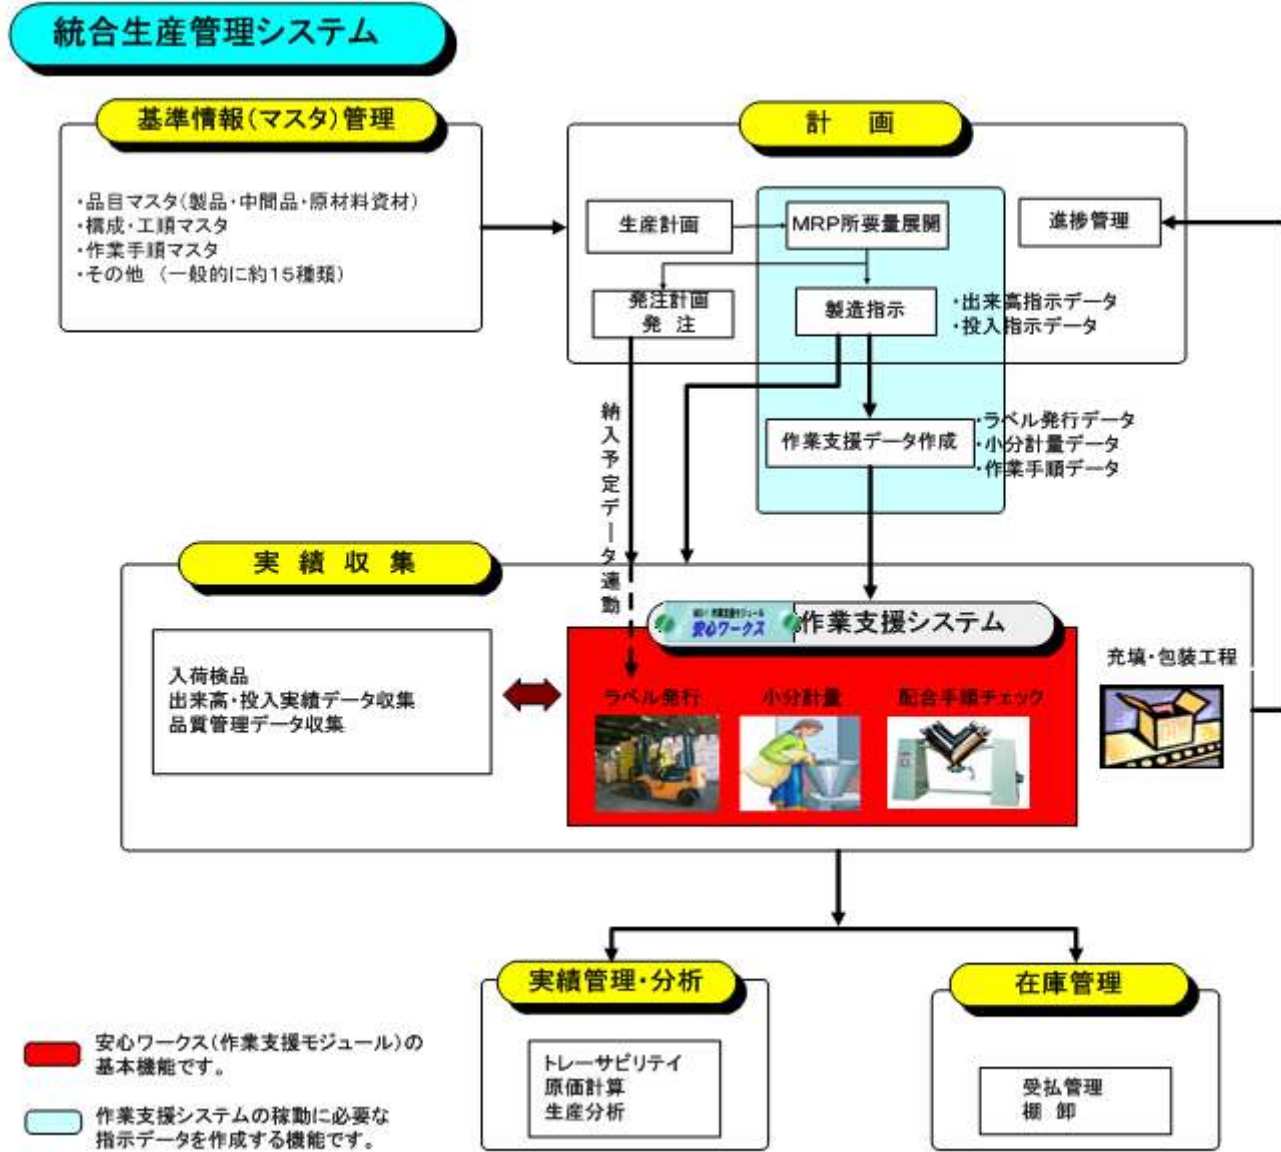 統合生産管理システム
基準情報(マスタ)管理
・品目マスタ(製品・中間品・原材料資材)
・構成・工順マスタ
・作業手順マスタ
・その他 (一般的に約15種類)
計 画
生産計画
MRP所要量展開
進捗管理
発注計画
発 注
製造指示
・出来高指示データ
・投入指示データ
作業支援データ作成
・ラベル発行データ
・小分計量データ
・作業手順データ
納入予定データ連動
実 績 収 集
入荷検品
出来高・投入実績データ収集
品質管理データ収集
作業支援モジュール
安心ワークス
作業支援システム
ラベル発行
小分計量
配合手順チェック
充填・包装工程
実績管理・分析
トレーサビリテイ
原価計算
生産分析
在庫管理
受払管理
棚 卸
安心ワークス(作業支援モジュール)の
基本機能です。
作業支援システムの稼動に必要な
指示データを作成する機能です。